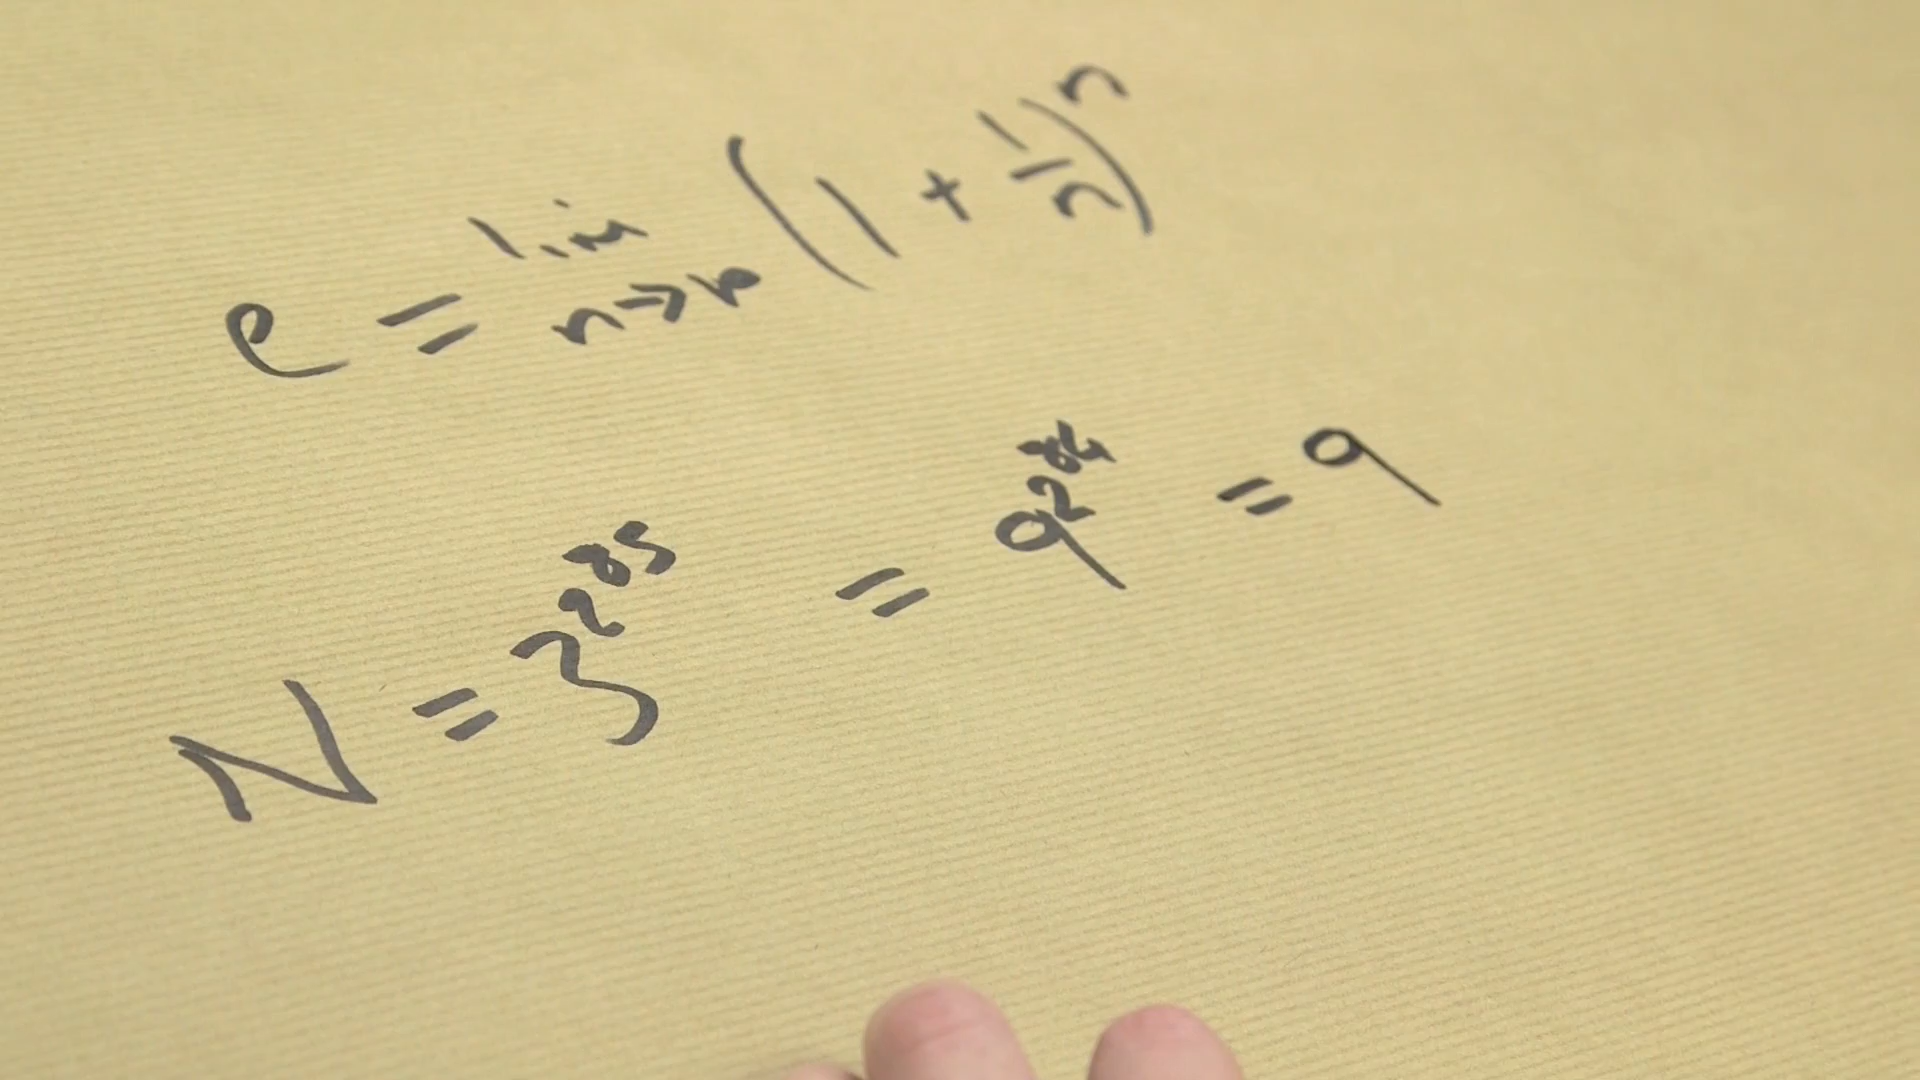 e = lim n→∞ (1 + 1/n)^n
N = 3^2^85 = 9^2^84 = 9